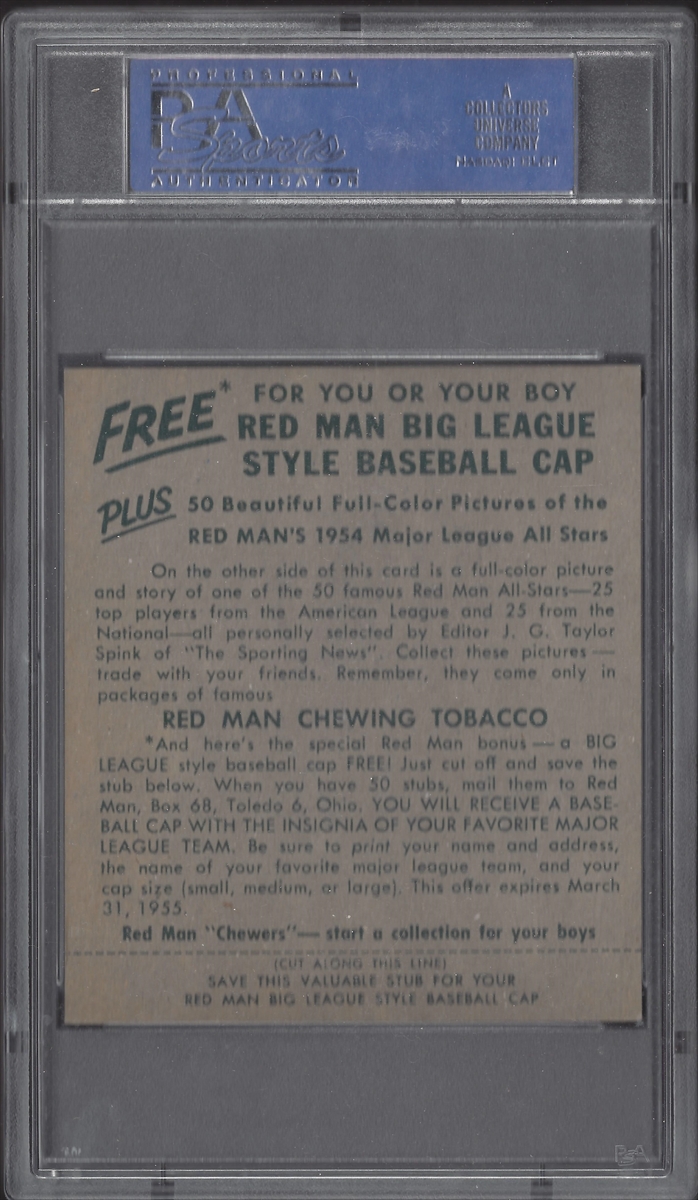 PROFESSIONAL
PSA
Sports
AUTHENTICATOR
A
COLLECTORS
UNIVERSE
COMPANY
NASDAQ: CLCT
FREE* FOR YOU OR YOUR BOY
RED MAN BIG LEAGUE
STYLE BASEBALL CAP
PLUS 50 Beautiful Full-Color Pictures of the
RED MAN'S 1954 Major League All Stars
On the other side of this card is a full-color picture
and story of one of the 50 famous Red Man All-Stars—25
top players from the American League and 25 from the
National—all personally selected by Editor J. G. Taylor
Spink of "The Sporting News". Collect these pictures—
trade with your friends. Remember, they come only in
packages of famous
RED MAN CHEWING TOBACCO
*And here's the special Red Man bonus—a BIG
LEAGUE style baseball cap FREE! Just cut off and save the
stub below. When you have 50 stubs, mail them to Red
Man, Box 68, Toledo 6, Ohio. YOU WILL RECEIVE A BASE-
BALL CAP WITH THE INSIGNIA OF YOUR FAVORITE MAJOR
LEAGUE TEAM. Be sure to print your name and address,
the name of your favorite major league team, and your
cap size (small, medium, or large). This offer expires March
31, 1955.
Red Man "Chewers"—start a collection for your boys
(CUT ALONG THIS LINE)
SAVE THIS VALUABLE STUB FOR YOUR
RED MAN BIG LEAGUE STYLE BASEBALL CAP
PSA